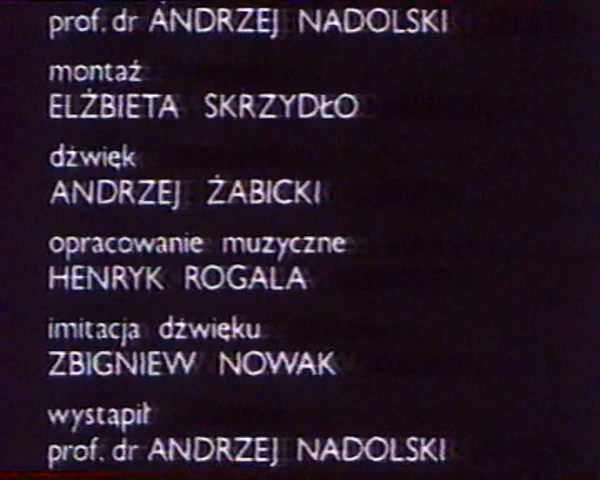 prof. dr ANDRZEJ NADOLSKI
montaż
ELŻBIETA SKRZYDŁO
dźwięk
ANDRZEJ ŻABICKI
opracowanie muzyczne
HENRYK ROGALA
imitacja dźwięku
ZBIGNIEW NOWAK
wystąpił
prof. dr ANDRZEJ NADOLSKI